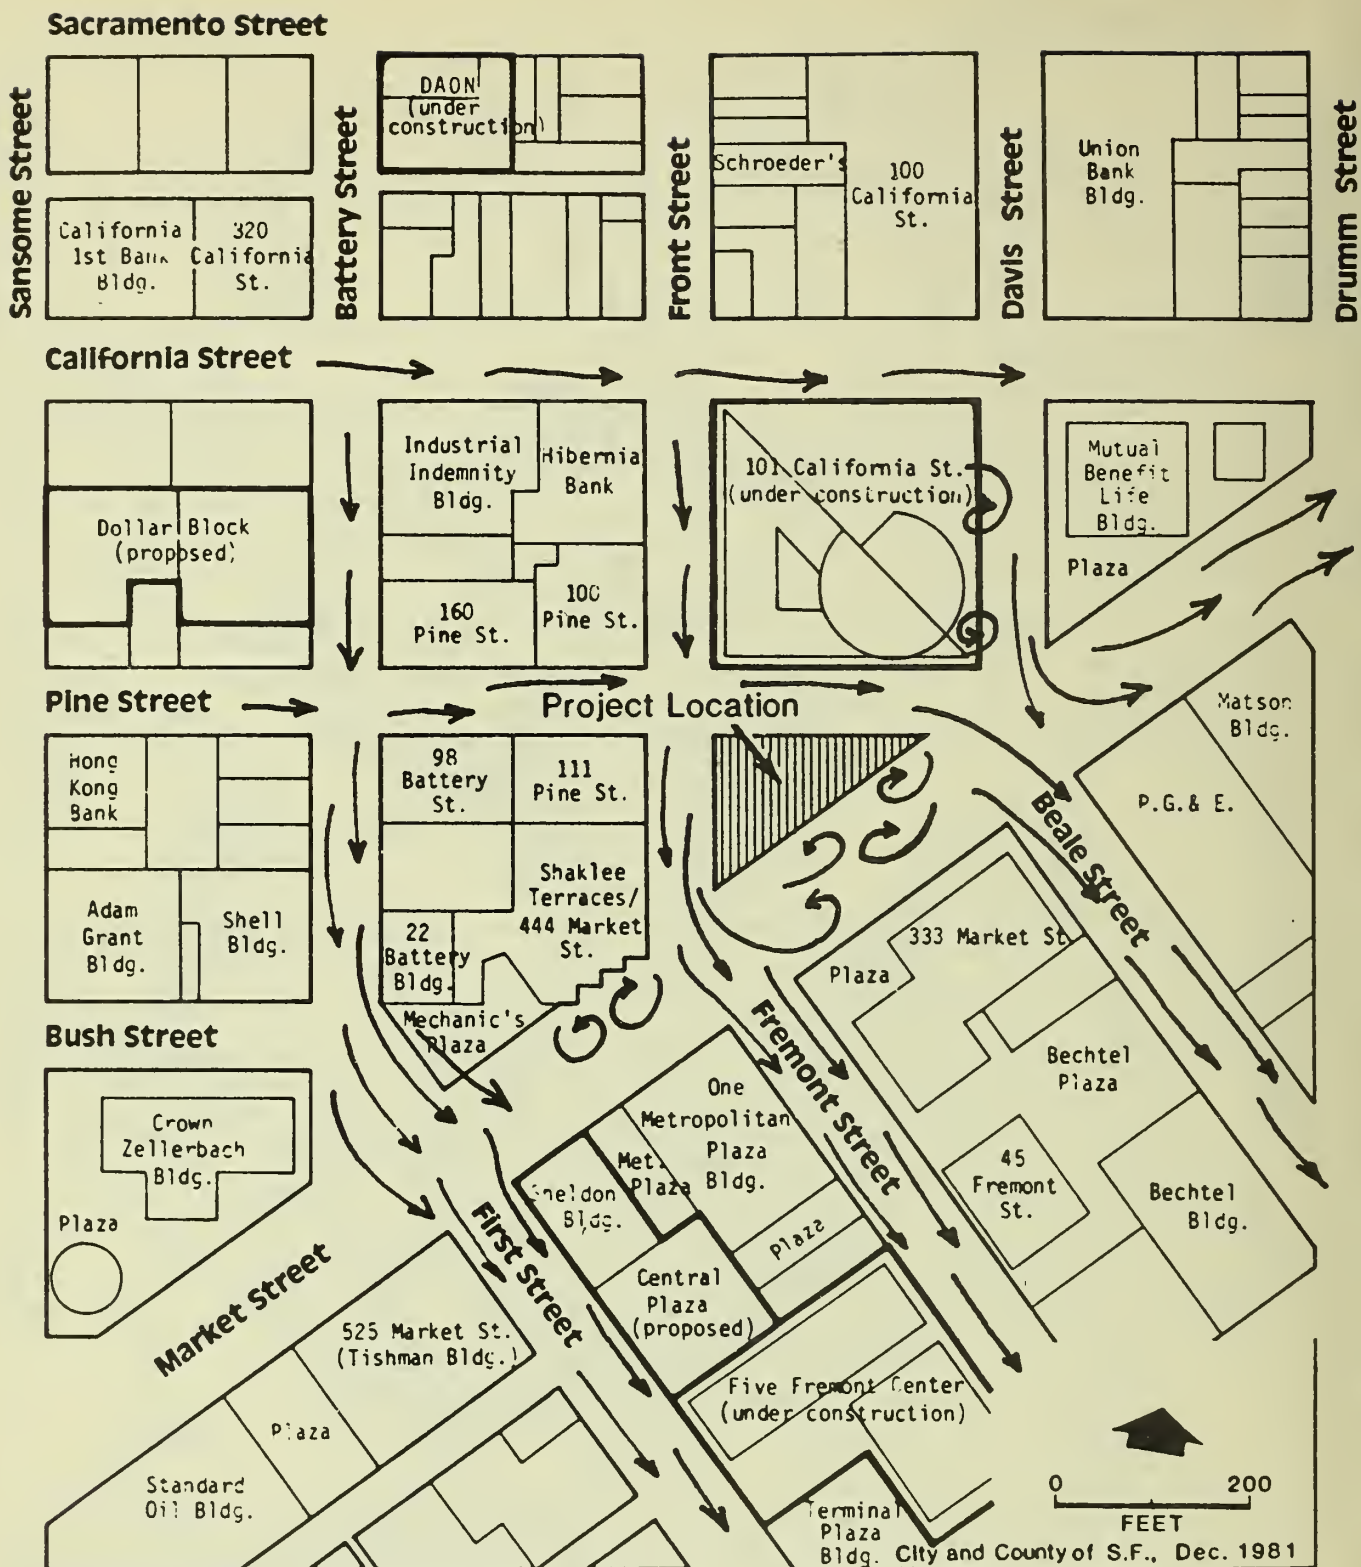 Sacramento Street
Sansome Street
Battery Street
Front Street
Davis Street
Drumm Street
DAON
(under
construction)
Schroeder's
100
California
St.
Union
Bank
Bldg.
California
1st Bank
Bldg.
320
California
St.
California Street
Industrial
Indemnity
Bldg.
Hibernia
Bank
101 California St.
(under construction)
Mutual
Benefit
Life
Bldg.
Plaza
Dollar Block
(proposed)
160
Pine St.
100
Pine St.
Pine Street
Project Location
Matson
Bldg.
P.G.& E.
Hong
Kong
Bank
98
Battery
St.
111
Pine St.
Beale Street
Adam
Grant
Bldg.
Shell
Bldg.
22
Battery
Bldg.
Shaklee
Terraces/
444 Market
St.
333 Market St
Plaza
Bush Street
Mechanic's
Plaza
Fremont Street
Bechtel
Plaza
Crown
Zellerbach
Bldg.
Plaza
One
Metropolitan
Plaza
Bldg.
Met.
Plaza
Sheldon
Bldg.
Plaza
45
Fremont
St.
Bechtel
Bldg.
Market Street
First Street
Central
Plaza
(proposed)
525 Market St.
(Tishman Bldg.)
Plaza
Standard
Oil Bldg.
Five Fremont Center
(under construction)
Terminal
Plaza
Bldg.
0 200
FEET
City and County of S.F., Dec. 1981